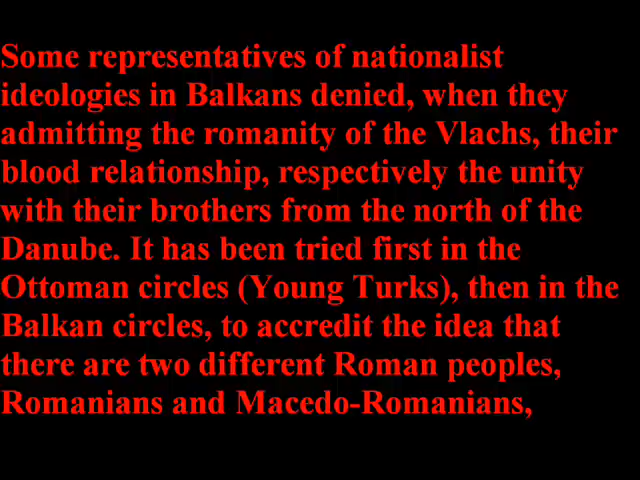 Some representatives of nationalist
ideologies in Balkans denied, when they
admitting the romanity of the Vlachs, their
blood relationship, respectively the unity
with their brothers from the north of the
Danube. It has been tried first in the
Ottoman circles (Young Turks), then in the
Balkan circles, to accredit the idea that
there are two different Roman peoples,
Romanians and Macedo-Romanians,